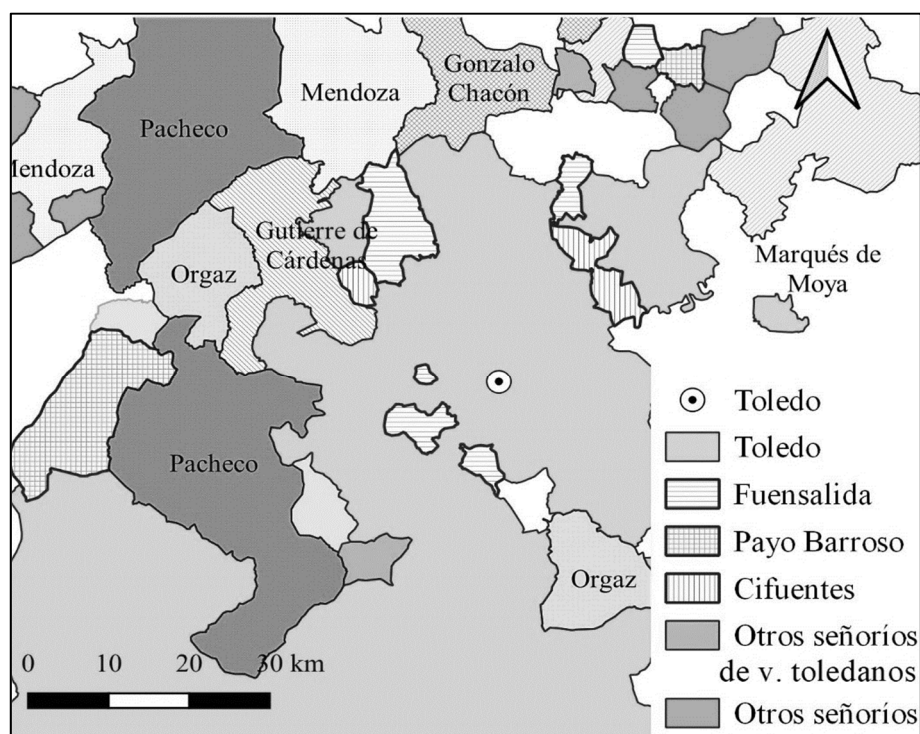 Gonzalo
Chacón
Mendoza
Pacheco
Mendoza
Gutierre de
Cárdenas
Orgaz
Marqués de
Moya
Pacheco
Orgaz
0 10 20 30 km
Toledo
Toledo
Fuensalida
Payo Barroso
Cifuentes
Otros señoríos
de v. toledanos
Otros señoríos